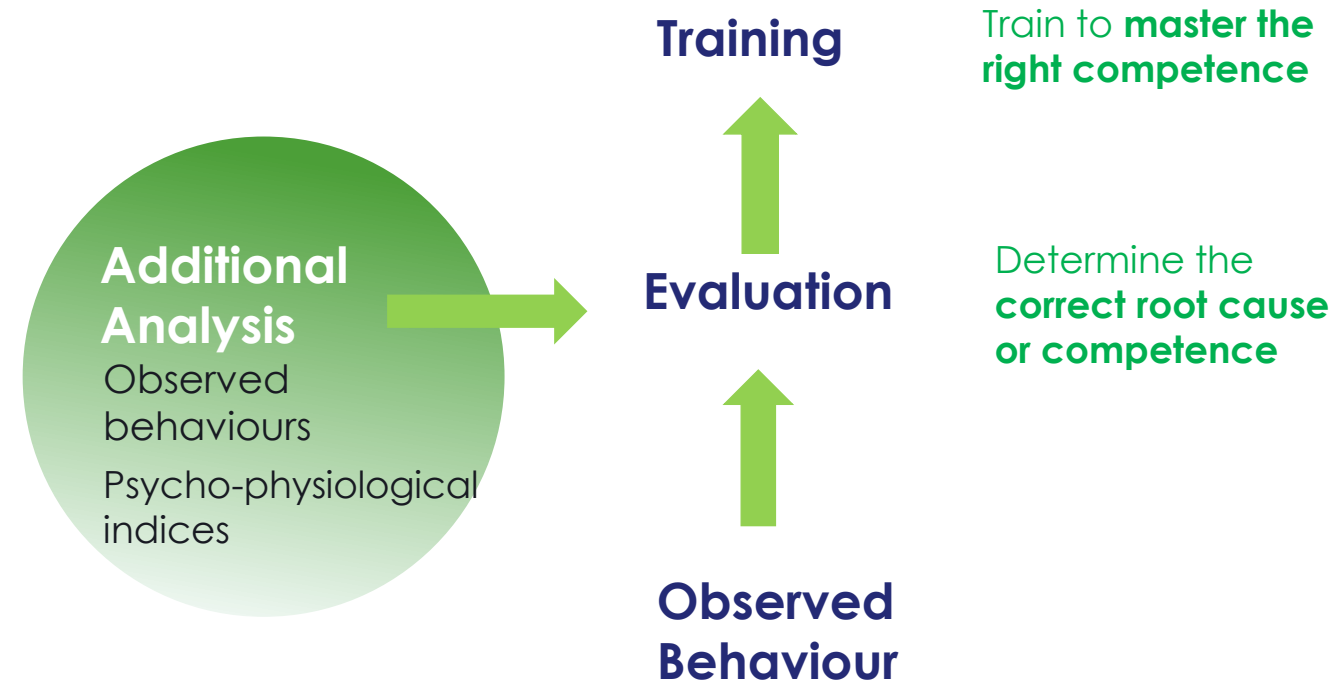 Training
Train to master the
right competence
Additional
Analysis
Observed
behaviours
Psycho-physiological
indices
Evaluation
Determine the
correct root cause
or competence
Observed
Behaviour